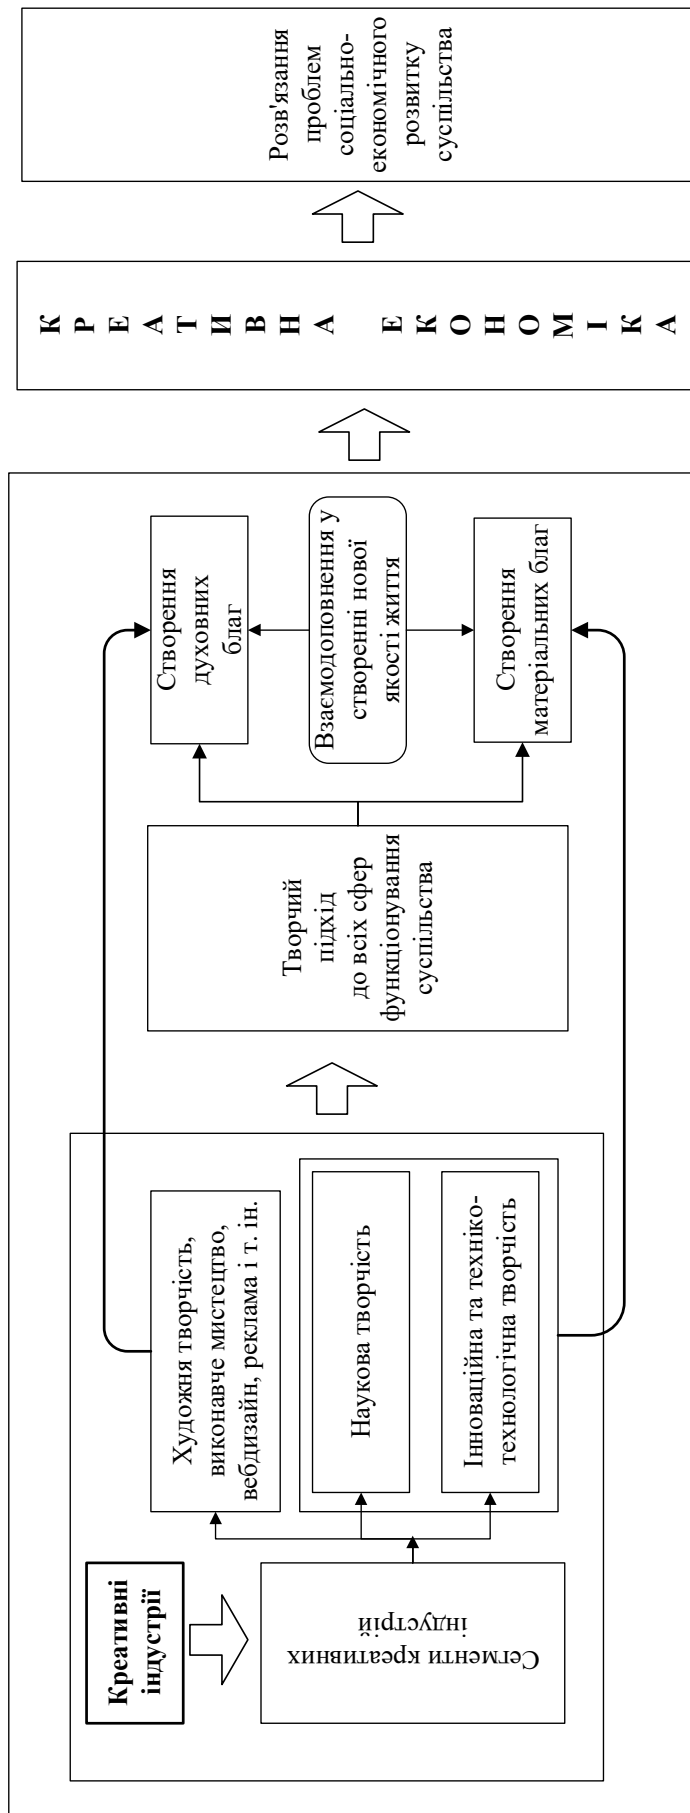 Креативні
індустрії
Сегменти креативних
індустрій
Художня творчість,
виконавче мистецтво,
вебдизайн, реклама і т. ін.
Наукова творчість
Інноваційна та техніко-
технологічна творчість
Творчий
підхід
до всіх сфер
функціонування
суспільства
Створення
духовних
благ
Взаємодоповнення у
створенні нової
якості життя
Створення
матеріальних благ
К Р Е А Т И В Н А Е К О Н О М І К А
Розв'язання
проблем
соціально-
економічного
розвитку
суспільства